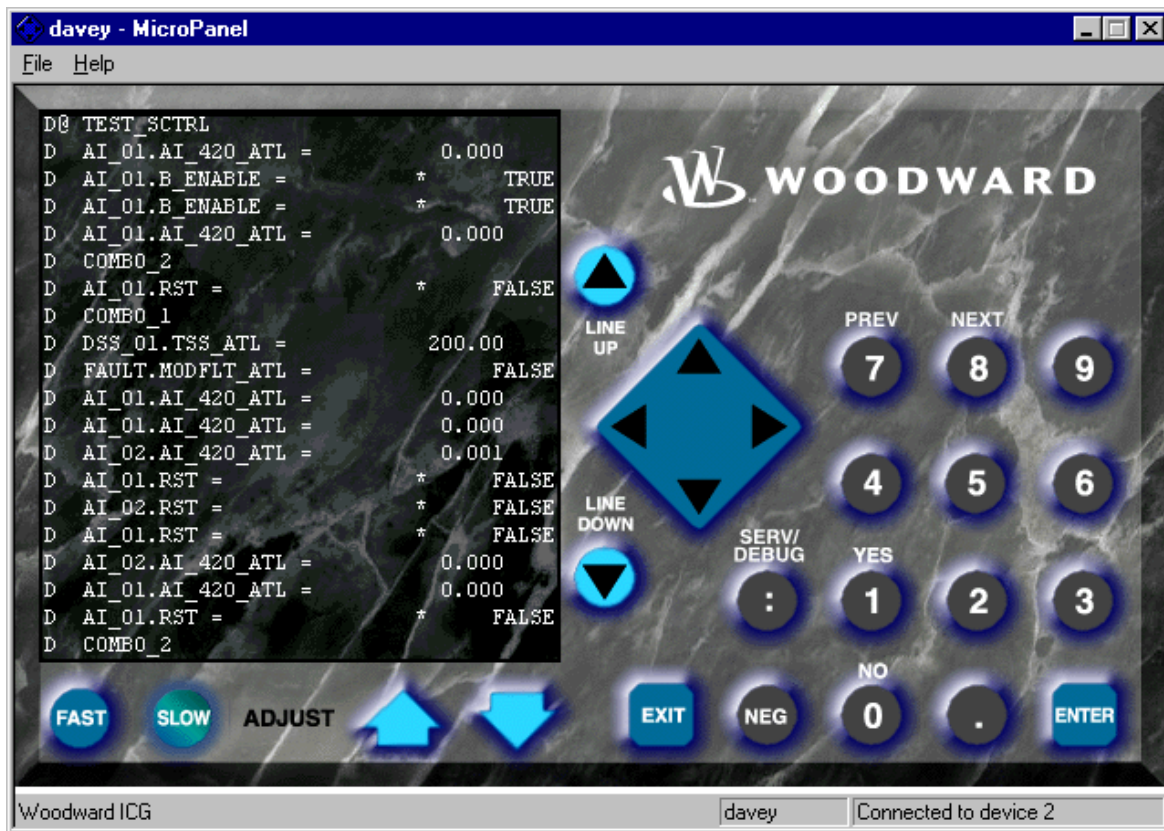 davey - MicroPanel
File Help
D@ TEST_SCTRL
D AI_01.AI_420_ATL = 0.000
D AI_01.B_ENABLE = * TRUE
D AI_01.B_ENABLE = * TRUE
D AI_01.AI_420_ATL = 0.000
D COMBO_2
D AI_01.RST = * FALSE
D COMBO_1
D DSS_01.TSS_ATL = 200.00
D FAULT.MODFLT_ATL = FALSE
D AI_01.AI_420_ATL = 0.000
D AI_01.AI_420_ATL = 0.000
D AI_02.AI_420_ATL = 0.001
D AI_01.RST = * FALSE
D AI_02.RST = * FALSE
D AI_01.RST = * FALSE
D AI_02.AI_420_ATL = 0.000
D AI_01.AI_420_ATL = 0.000
D AI_01.RST = * FALSE
D COMBO_2
WOODWARD
LINE
UP
PREV NEXT
7 8 9
4 5 6
LINE
DOWN
SERV/
DEBUG
YES
: 1 2 3
NO
FAST SLOW ADJUST EXIT NEG 0 . ENTER
Woodward ICG davey Connected to device 2